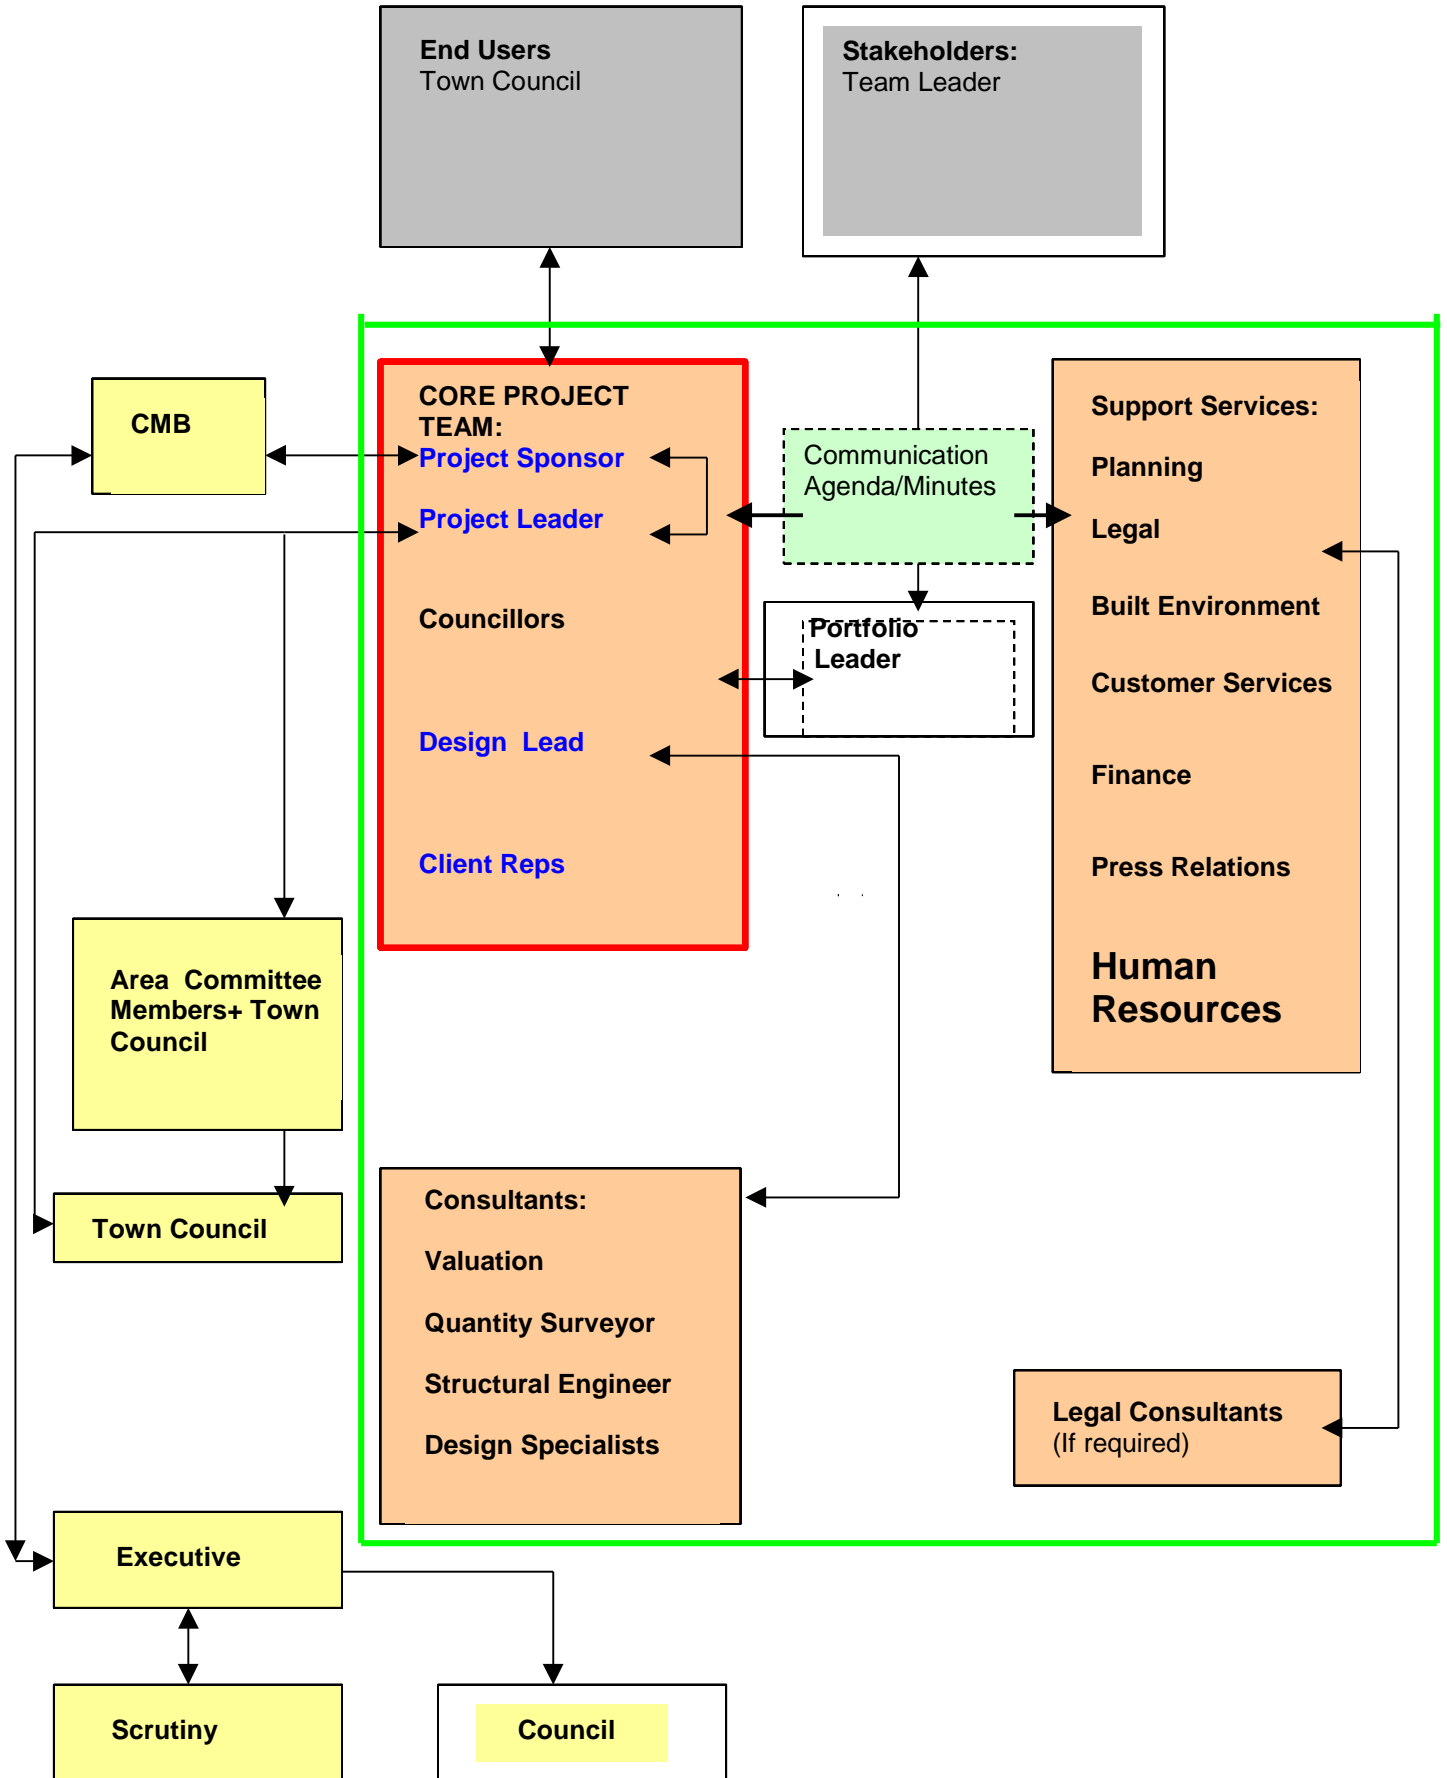 End Users
Town Council
Stakeholders:
Team Leader
CMB
CORE PROJECT
TEAM:
Project Sponsor
Project Leader
Councillors
Design  Lead
Client Reps
Communication
Agenda/Minutes
Portfolio
Leader
Support Services:
Planning
Legal
Built Environment
Customer Services
Finance
Press Relations
Human
Resources
Area  Committee
Members+ Town
Council
Town Council
Consultants:
Valuation
Quantity Surveyor
Structural Engineer
Design Specialists
Legal Consultants
(If required)
Executive
Scrutiny
Council